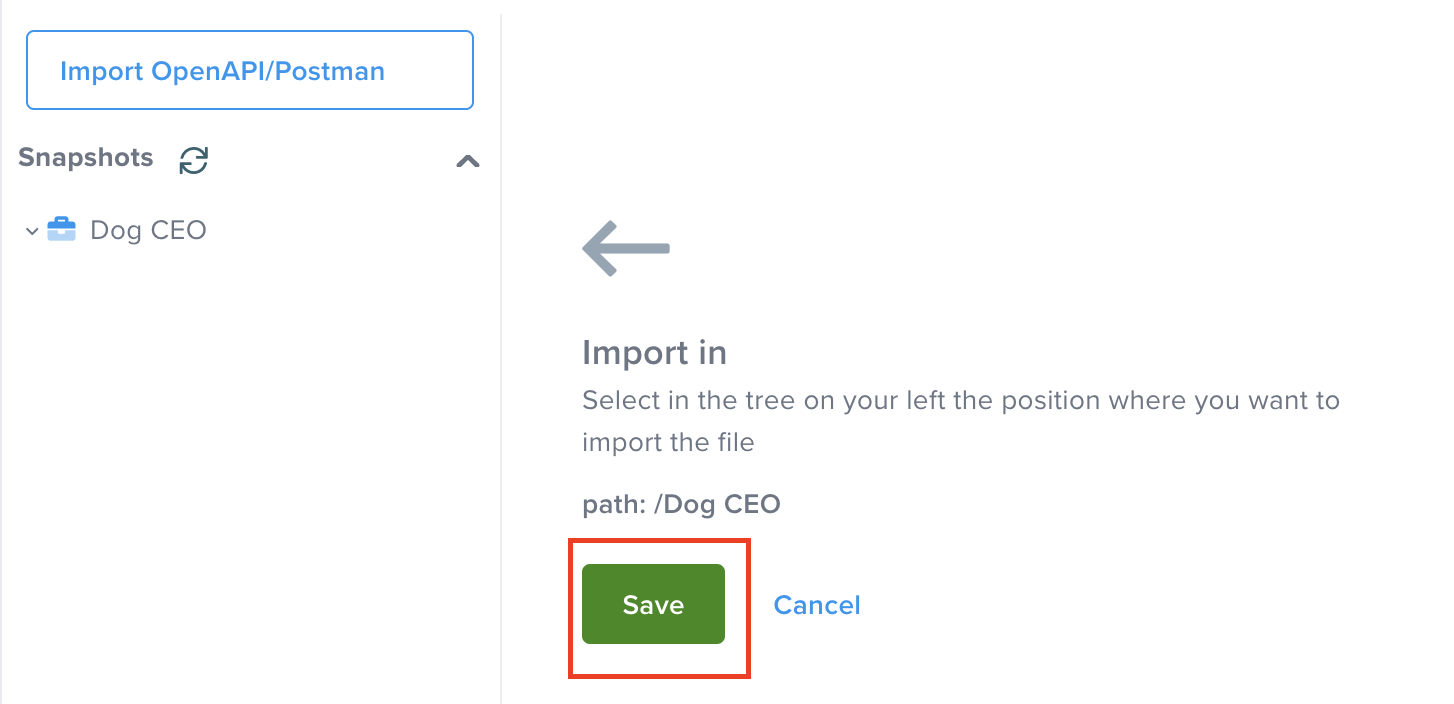 Import OpenAPI/Postman
Snapshots
Dog CEO
Import in
Select in the tree on your left the position where you want to
import the file
path: /Dog CEO
Save
Cancel